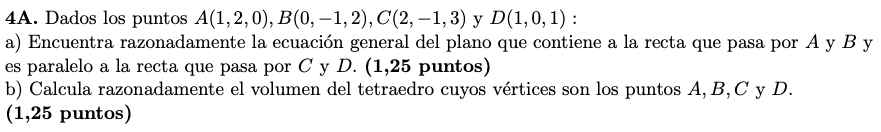 4A. Dados los puntos A(1, 2, 0), B(0, −1, 2), C(2, −1, 3) y D(1, 0, 1) :
a) Encuentra razonadamente la ecuación general del plano que contiene a la recta que pasa por A y B y
es paralelo a la recta que pasa por C y D. (1,25 puntos)
b) Calcula razonadamente el volumen del tetraedro cuyos vértices son los puntos A, B, C y D.
(1,25 puntos)